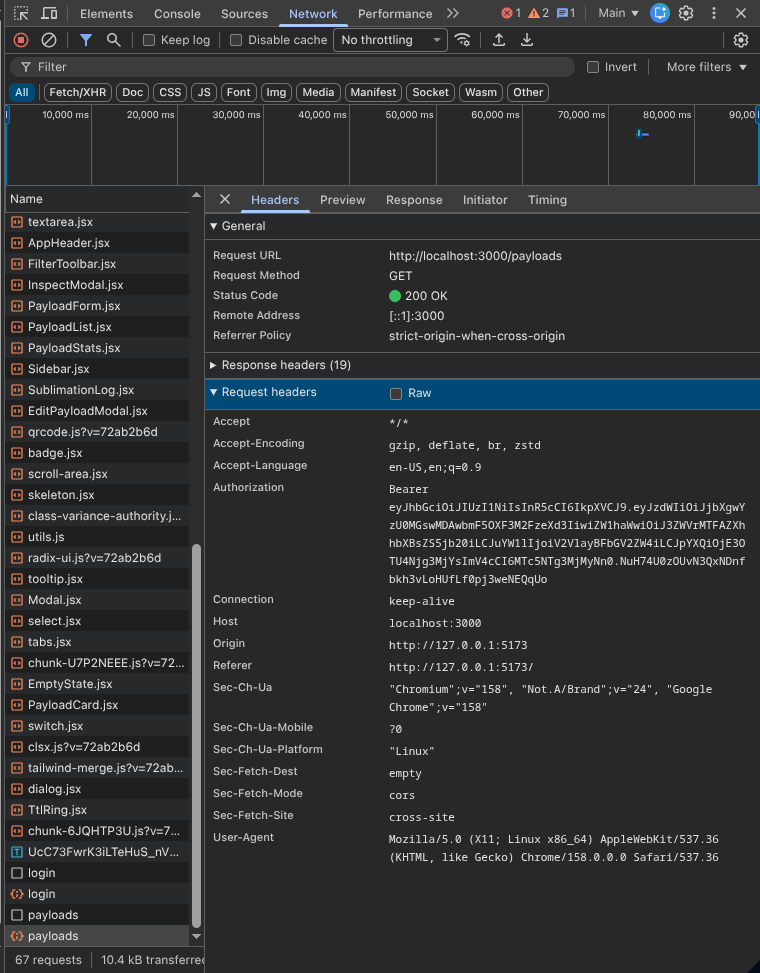 Elements Console Sources Network Performance 1 2 1 Main
Keep log Disable cache No throttling
Filter Invert More filters
All Fetch/XHR Doc CSS JS Font Img Media Manifest Socket Wasm Other
10,000 ms 20,000 ms 30,000 ms 40,000 ms 50,000 ms 60,000 ms 70,000 ms 80,000 ms 90,00
Name
textarea.jsx
AppHeader.jsx
FilterToolbar.jsx
InspectModal.jsx
PayloadForm.jsx
PayloadList.jsx
PayloadStats.jsx
Sidebar.jsx
SublimationLog.jsx
EditPayloadModal.jsx
qrcode.js?v=72ab2b6d
badge.jsx
scroll-area.jsx
skeleton.jsx
class-variance-authority.j...
utils.js
radix-ui.js?v=72ab2b6d
tooltip.jsx
Modal.jsx
select.jsx
tabs.jsx
chunk-U7P2NEEE.js?v=72...
EmptyState.jsx
PayloadCard.jsx
switch.jsx
clsx.js?v=72ab2b6d
tailwind-merge.js?v=72ab...
dialog.jsx
TtlRing.jsx
chunk-6JQHTP3U.js?v=7...
UcC73FwrK3iLTeHuS_nV...
login
login
payloads
payloads
67 requests 10.4 kB transferred
Headers Preview Response Initiator Timing
General
Request URL http://localhost:3000/payloads
Request Method GET
Status Code 200 OK
Remote Address [::1]:3000
Referrer Policy strict-origin-when-cross-origin
Response headers (19)
Request headers Raw
Accept */*
Accept-Encoding gzip, deflate, br, zstd
Accept-Language en-US,en;q=0.9
Authorization Bearer
eyJhbGciOiJIUzI1NiIsInR5cCI6IkpXVCJ9.eyJzdWIiOiJjbXgwY
zU0MGswMDAwbmF5OXF3M2FzeXd3IiwiZW1haWwiOiJ3ZWVrMTFAZXh
hbXBsZS5jb20iLCJuYW1lIjoiV2VlayBFbGV2ZW4iLCJpYXQiOjE3O
TU4Njg3MjYsImV4cCI6MTc5NTg3MjMyNn0.NuH74U0zOUvN3QxNDnf
bkh3vLoHUfLf0pj3weNEQqUo
Connection keep-alive
Host localhost:3000
Origin http://127.0.0.1:5173
Referer http://127.0.0.1:5173/
Sec-Ch-Ua "Chromium";v="158", "Not.A/Brand";v="24", "Google
Chrome";v="158"
Sec-Ch-Ua-Mobile ?0
Sec-Ch-Ua-Platform "Linux"
Sec-Fetch-Dest empty
Sec-Fetch-Mode cors
Sec-Fetch-Site cross-site
User-Agent Mozilla/5.0 (X11; Linux x86_64) AppleWebKit/537.36
(KHTML, like Gecko) Chrome/158.0.0.0 Safari/537.36